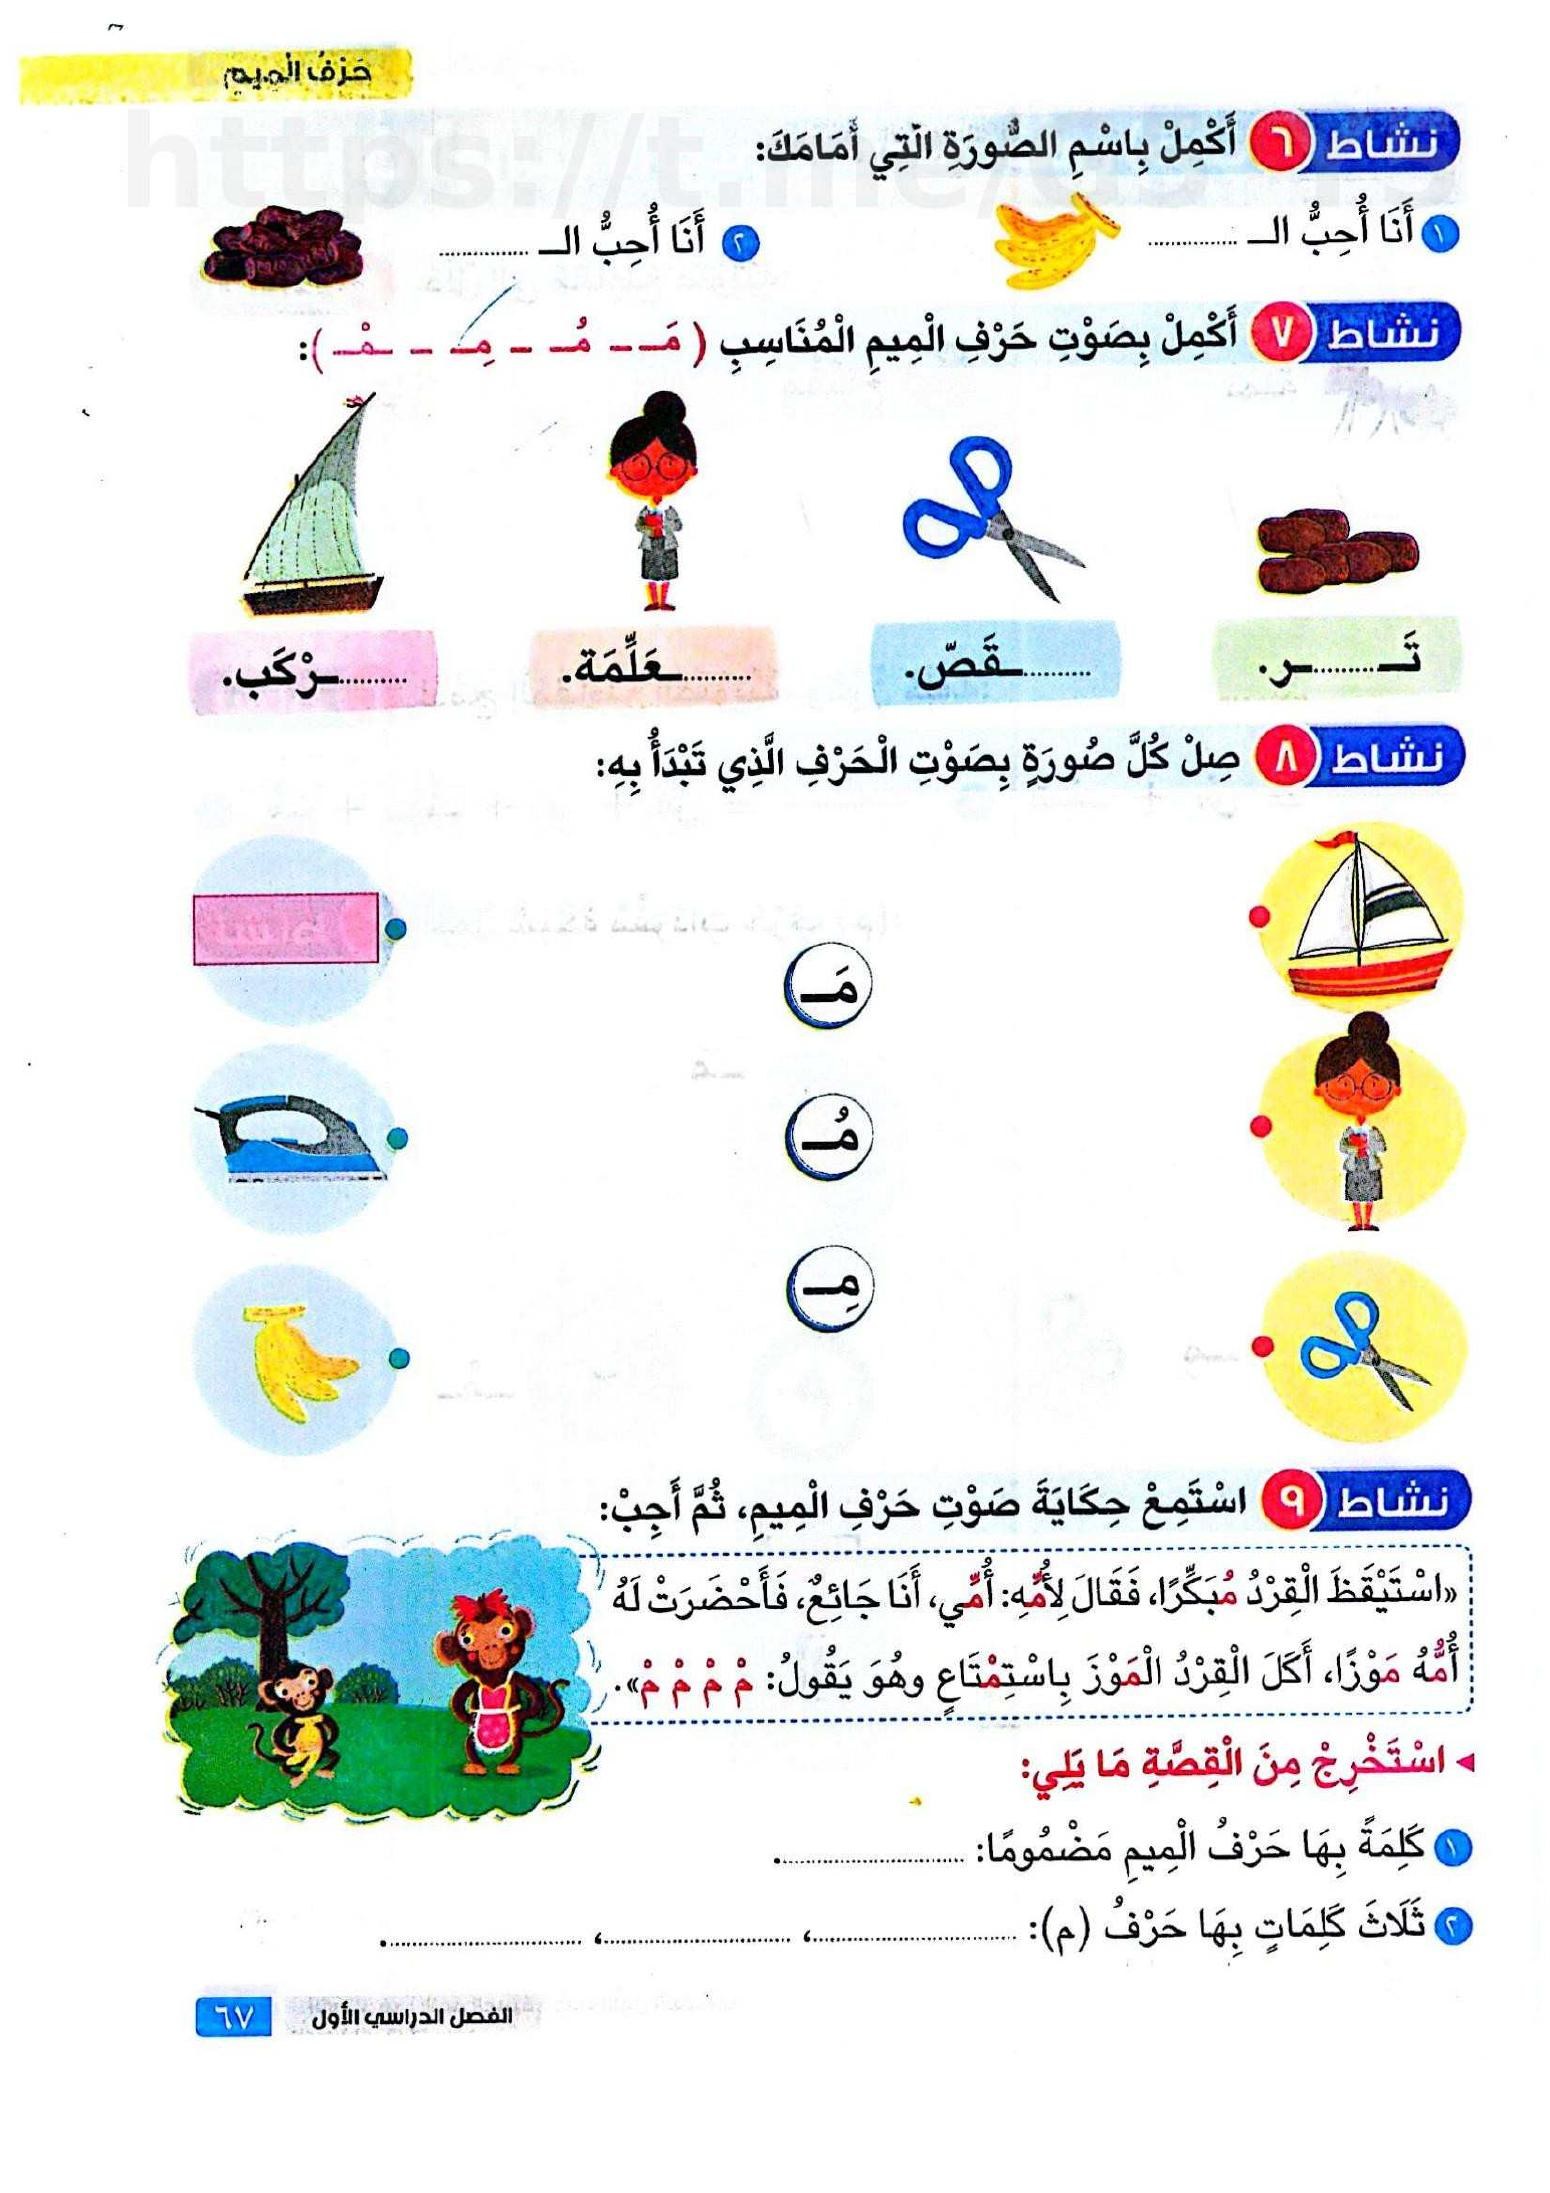 حَرْفُ الْمِيمِ
https://t.me/
نشاط ٦ أَكْمِلْ بِاسْمِ الصُّورَةِ الَّتِي أَمَامَكَ:
١ أَنَا أُحِبُّ الـ ............... ٢ أَنَا أُحِبُّ الـ ...............
نشاط ٧ أَكْمِلْ بِصَوْتِ حَرْفِ الْمِيمِ الْمُنَاسِبِ ( مَـ ـ مُـ ـ مِـ ـ ـمْـ ):
تَـ..........ـر. ..........ـقَصّ. ..........ـعَلِّمَة. ..........ـرْكَب.
نشاط ٨ صِلْ كُلَّ صُورَةٍ بِصَوْتِ الْحَرْفِ الَّذِي تَبْدَأُ بِهِ:
مَـ
مُـ
مِـ
نشاط ٩ اسْتَمِعْ حِكَايَةَ صَوْتِ حَرْفِ الْمِيمِ، ثُمَّ أَجِبْ:
«اسْتَيْقَظَ الْقِرْدُ مُبَكِّرًا، فَقَالَ لِأُمِّهِ: أُمِّي، أَنَا جَائِعٌ، فَأَحْضَرَتْ لَهُ
أُمُّهُ مَوْزًا، أَكَلَ الْقِرْدُ الْمَوْزَ بِاسْتِمْتَاعٍ وهُوَ يَقُولُ: مْ مْ مْ مْ».
◂ اسْتَخْرِجْ مِنَ الْقِصَّةِ مَا يَلِي:
١ كَلِمَةً بِهَا حَرْفُ الْمِيمِ مَضْمُومًا: ................................
٢ ثَلَاثَ كَلِمَاتٍ بِهَا حَرْفُ (م): ................................، ................................، ................................
الفصل الدراسي الأول ٦٧